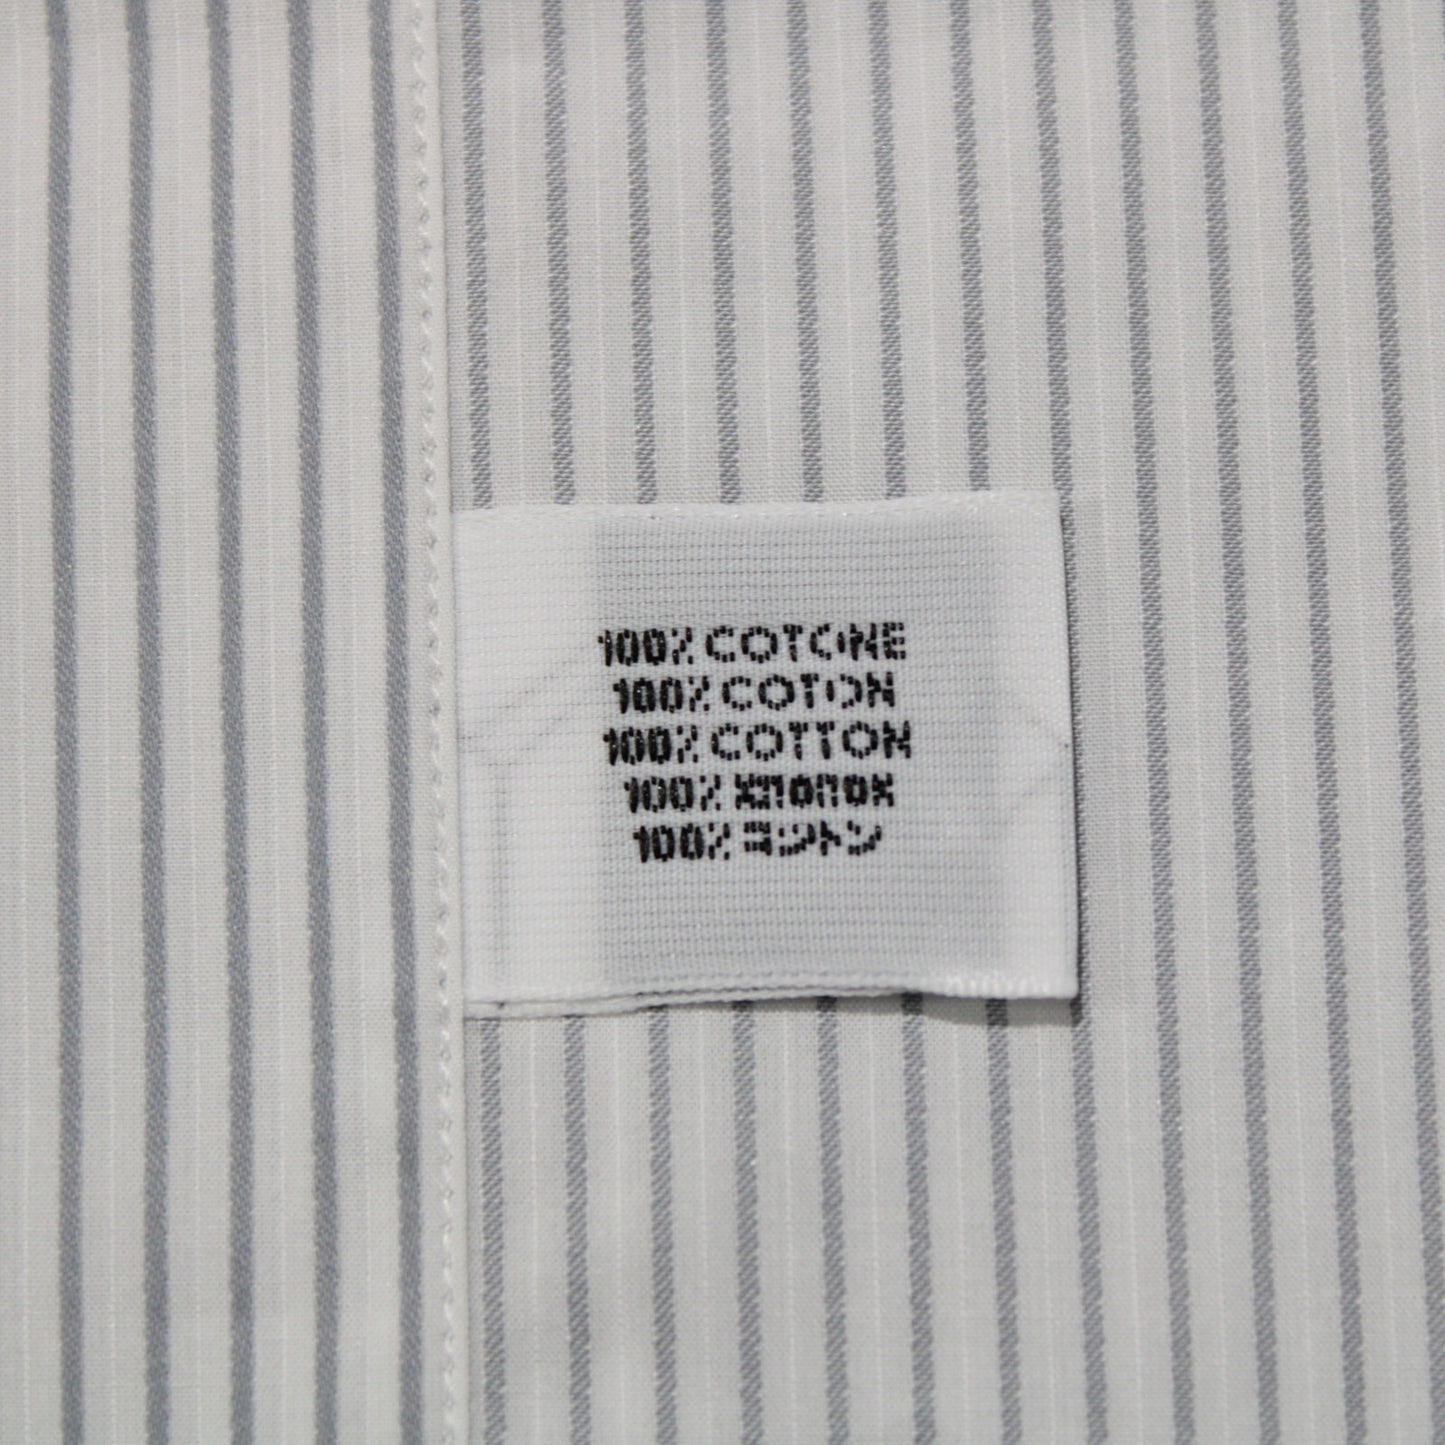 100% COTONE
100% COTON
100% COTTON
100% ХЛОПОК
100% コットン